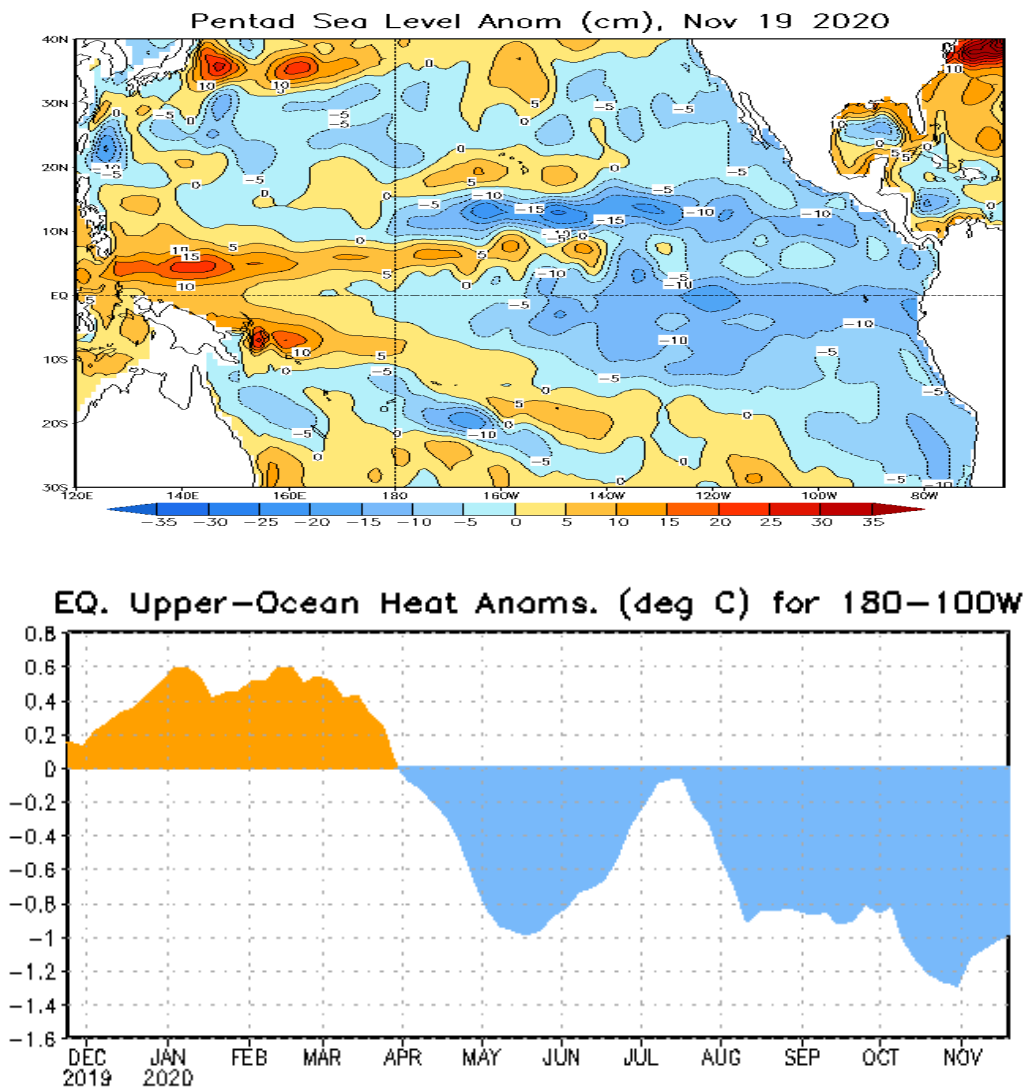 Pentad Sea Level Anom (cm), Nov 19 2020
40N
30N
20N
10N
EQ
10S
20S
30S
120E 140E 160E 180 160W 140W 120W 100W 80W
−35 −30 −25 −20 −15 −10 −5 0 5 10 15 20 25 30 35
EQ. Upper−Ocean Heat Anoms. (deg C) for 180−100W
0.8
0.6
0.4
0.2
0
−0.2
−0.4
−0.6
−0.8
−1
−1.2
−1.4
−1.6
DEC JAN FEB MAR APR MAY JUN JUL AUG SEP OCT NOV
2019 2020